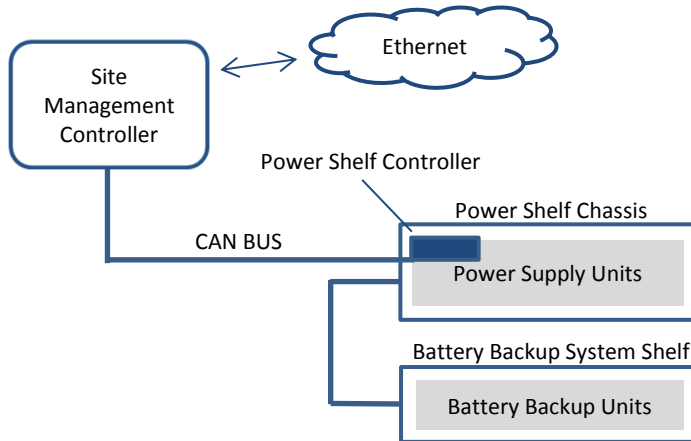 Ethernet
Site
Management
Controller
Power Shelf Controller
Power Shelf Chassis
CAN BUS
Power Supply Units
Battery Backup System Shelf
Battery Backup Units